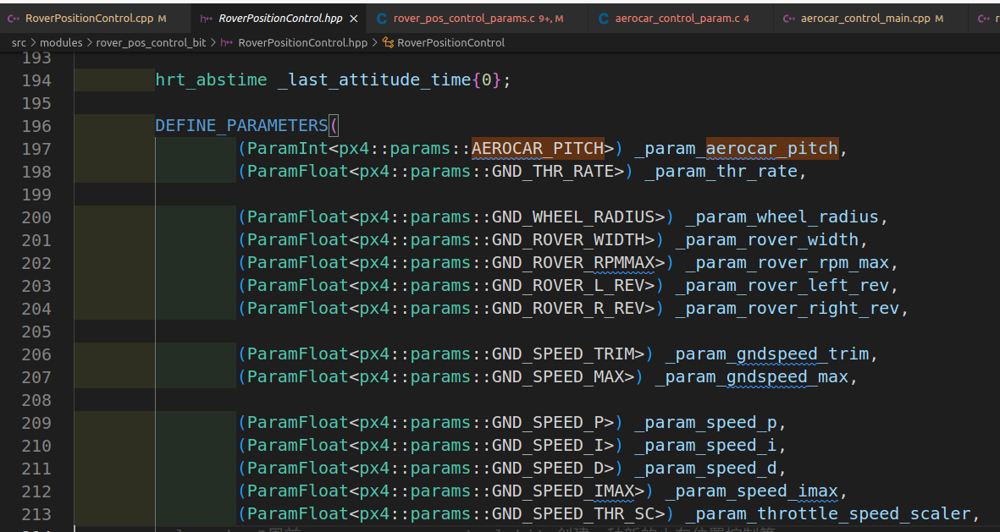 RoverPositionControl.cpp M
RoverPositionControl.hpp
rover_pos_control_params.c 9+, M
aerocar_control_param.c 4
aerocar_control_main.cpp M
src > modules > rover_pos_control_bit > RoverPositionControl.hpp > RoverPositionControl
193
194 hrt_abstime _last_attitude_time{0};
195
196 DEFINE_PARAMETERS(
197 (ParamInt<px4::params::AEROCAR_PITCH>) _param_aerocar_pitch,
198 (ParamFloat<px4::params::GND_THR_RATE>) _param_thr_rate,
199
200 (ParamFloat<px4::params::GND_WHEEL_RADIUS>) _param_wheel_radius,
201 (ParamFloat<px4::params::GND_ROVER_WIDTH>) _param_rover_width,
202 (ParamFloat<px4::params::GND_ROVER_RPMMAX>) _param_rover_rpm_max,
203 (ParamFloat<px4::params::GND_ROVER_L_REV>) _param_rover_left_rev,
204 (ParamFloat<px4::params::GND_ROVER_R_REV>) _param_rover_right_rev,
205
206 (ParamFloat<px4::params::GND_SPEED_TRIM>) _param_gndspeed_trim,
207 (ParamFloat<px4::params::GND_SPEED_MAX>) _param_gndspeed_max,
208
209 (ParamFloat<px4::params::GND_SPEED_P>) _param_speed_p,
210 (ParamFloat<px4::params::GND_SPEED_I>) _param_speed_i,
211 (ParamFloat<px4::params::GND_SPEED_D>) _param_speed_d,
212 (ParamFloat<px4::params::GND_SPEED_IMAX>) _param_speed_imax,
213 (ParamFloat<px4::params::GND_SPEED_THR_SC>) _param_throttle_speed_scaler,